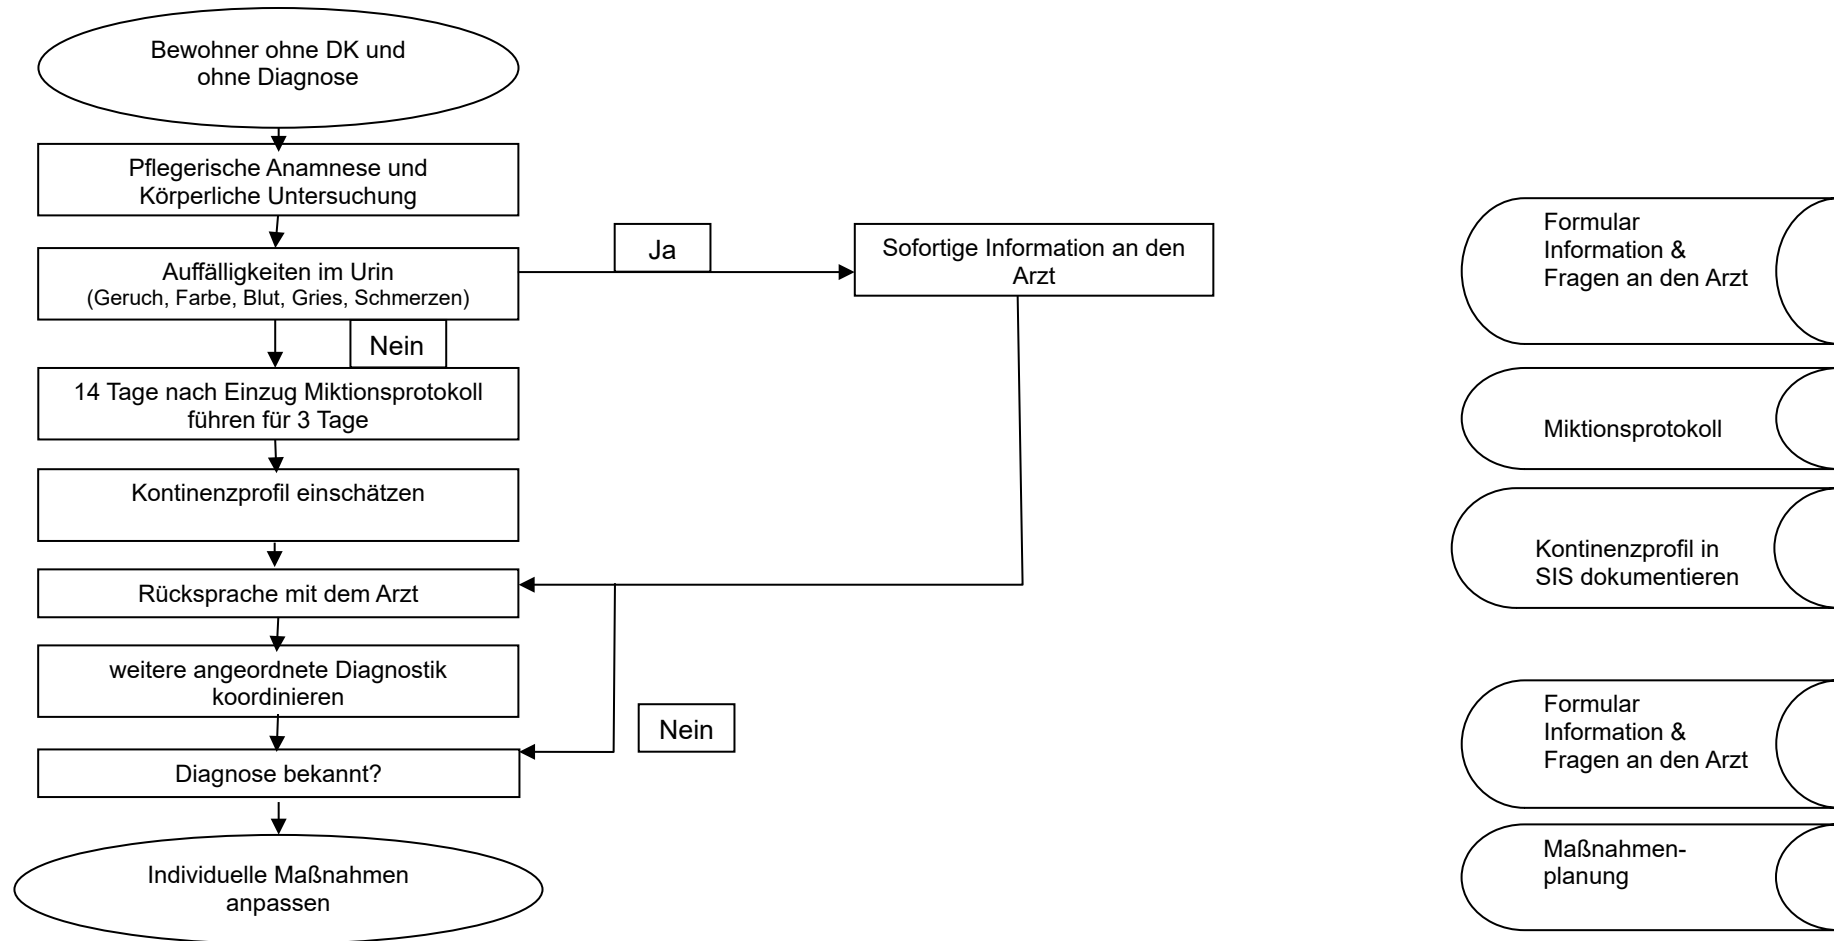 Bewohner ohne DK und
ohne Diagnose
Pflegerische Anamnese und
Körperliche Untersuchung
Auffälligkeiten im Urin
(Geruch, Farbe, Blut, Gries, Schmerzen)
Ja
Sofortige Information an den
Arzt
Formular
Information &
Fragen an den Arzt
Nein
14 Tage nach Einzug Miktionsprotokoll
führen für 3 Tage
Miktionsprotokoll
Kontinenzprofil einschätzen
Kontinenzprofil in
SIS dokumentieren
Rücksprache mit dem Arzt
weitere angeordnete Diagnostik
koordinieren
Nein
Formular
Information &
Fragen an den Arzt
Diagnose bekannt?
Individuelle Maßnahmen
anpassen
Maßnahmen-
planung